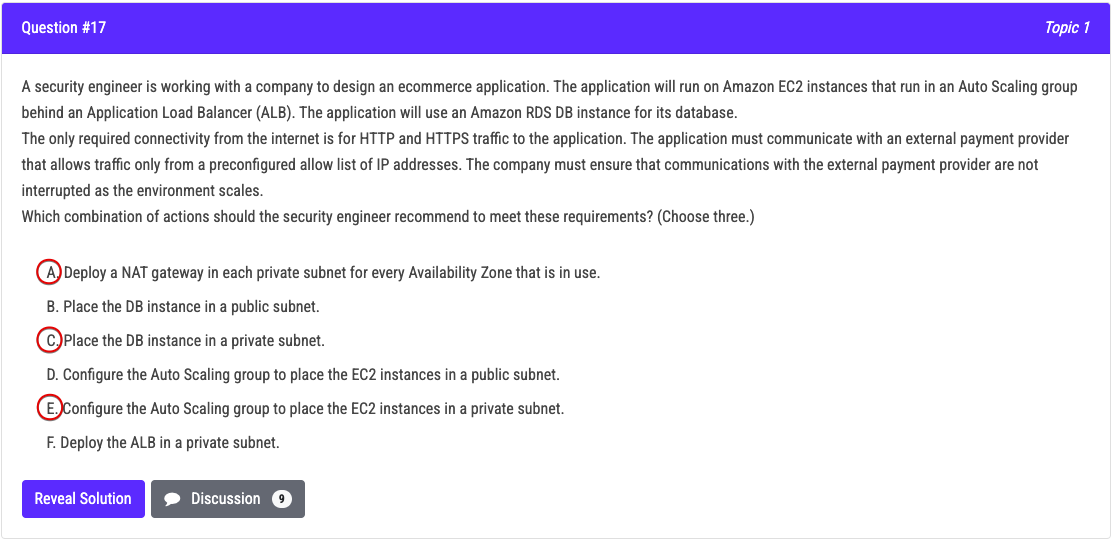 Question #17
Topic 1
A security engineer is working with a company to design an ecommerce application. The application will run on Amazon EC2 instances that run in an Auto Scaling group
behind an Application Load Balancer (ALB). The application will use an Amazon RDS DB instance for its database.
The only required connectivity from the internet is for HTTP and HTTPS traffic to the application. The application must communicate with an external payment provider
that allows traffic only from a preconfigured allow list of IP addresses. The company must ensure that communications with the external payment provider are not
interrupted as the environment scales.
Which combination of actions should the security engineer recommend to meet these requirements? (Choose three.)
A. Deploy a NAT gateway in each private subnet for every Availability Zone that is in use.
B. Place the DB instance in a public subnet.
C. Place the DB instance in a private subnet.
D. Configure the Auto Scaling group to place the EC2 instances in a public subnet.
E. Configure the Auto Scaling group to place the EC2 instances in a private subnet.
F. Deploy the ALB in a private subnet.
Reveal Solution
Discussion 9